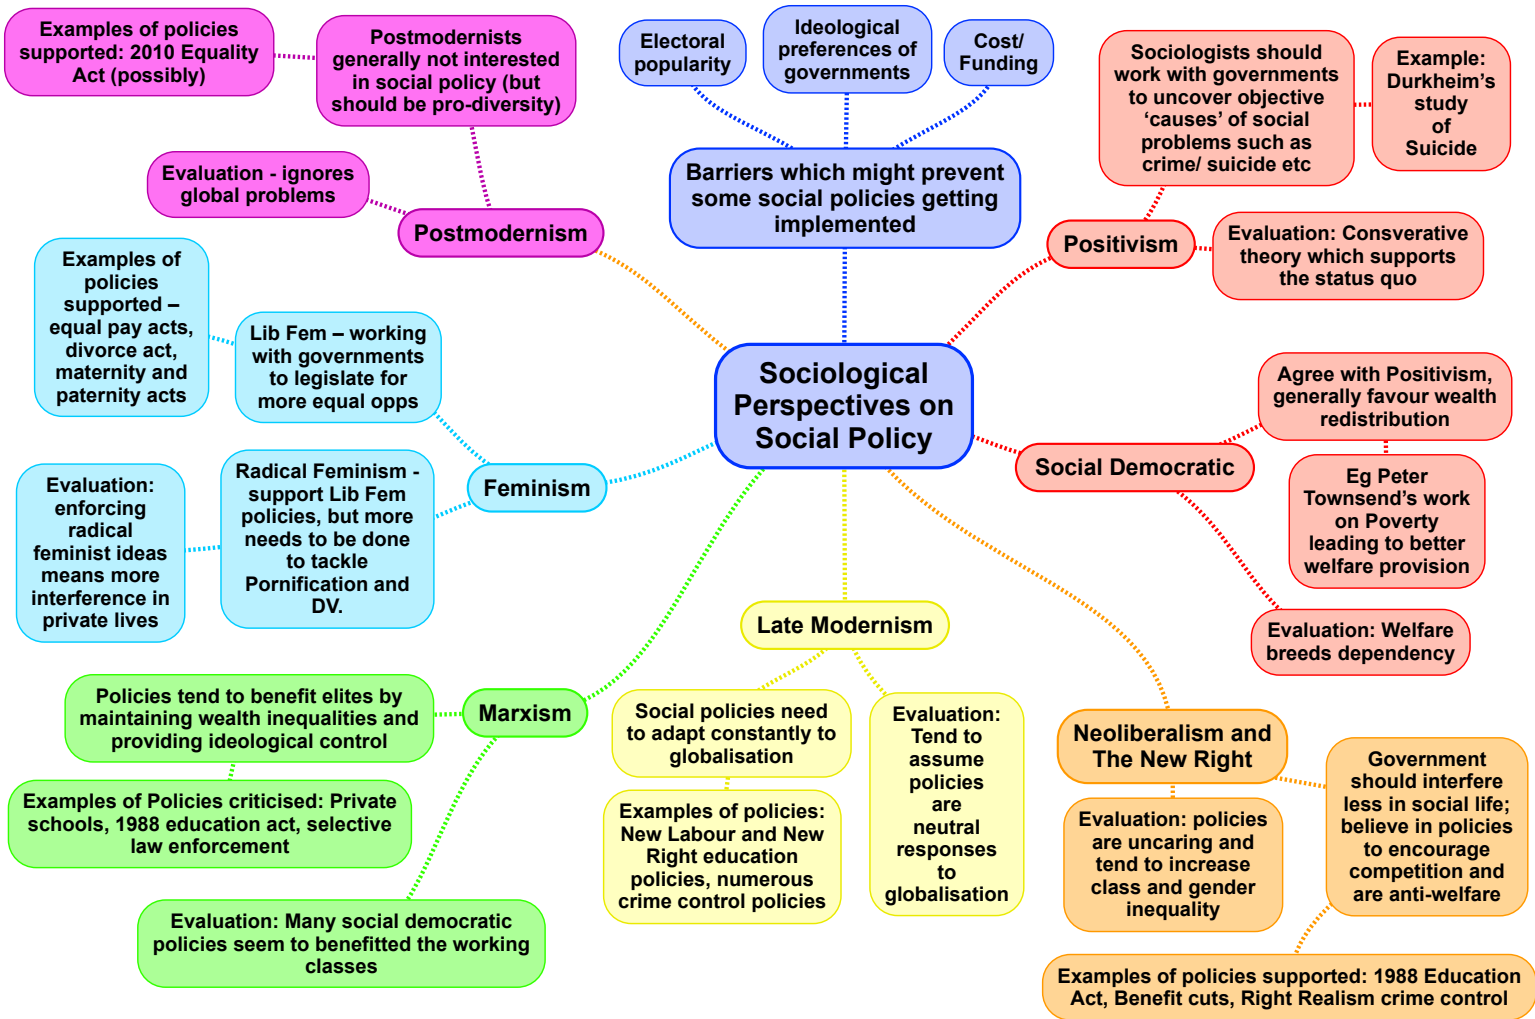 Examples of policies
supported: 2010 Equality
Act (possibly)
Postmodernists
generally not interested
in social policy (but
should be pro-diversity)
Evaluation - ignores
global problems
Postmodernism
Electoral
popularity
Ideological
preferences of
governments
Cost/
Funding
Barriers which might prevent
some social policies getting
implemented
Sociologists should
work with governments
to uncover objective
‘causes’ of social
problems such as
crime/ suicide etc
Example:
Durkheim’s
study
of
Suicide
Positivism
Evaluation: Consverative
theory which supports
the status quo
Sociological
Perspectives on
Social Policy
Examples of
policies
supported –
equal pay acts,
divorce act,
maternity and
paternity acts
Lib Fem – working
with governments
to legislate for
more equal opps
Feminism
Radical Feminism -
support Lib Fem
policies, but more
needs to be done
to tackle
Pornification and
DV.
Evaluation:
enforcing
radical
feminist ideas
means more
interference in
private lives
Agree with Positivism,
generally favour wealth
redistribution
Social Democratic
Eg Peter
Townsend’s work
on Poverty
leading to better
welfare provision
Evaluation: Welfare
breeds dependency
Policies tend to benefit elites by
maintaining wealth inequalities and
providing ideological control
Marxism
Examples of Policies criticised: Private
schools, 1988 education act, selective
law enforcement
Evaluation: Many social democratic
policies seem to benefitted the working
classes
Late Modernism
Social policies need
to adapt constantly to
globalisation
Examples of policies:
New Labour and New
Right education
policies, numerous
crime control policies
Evaluation:
Tend to
assume
policies
are
neutral
responses
to
globalisation
Neoliberalism and
The New Right
Evaluation: policies
are uncaring and
tend to increase
class and gender
inequality
Government
should interfere
less in social life;
believe in policies
to encourage
competition and
are anti-welfare
Examples of policies supported: 1988 Education
Act, Benefit cuts, Right Realism crime control